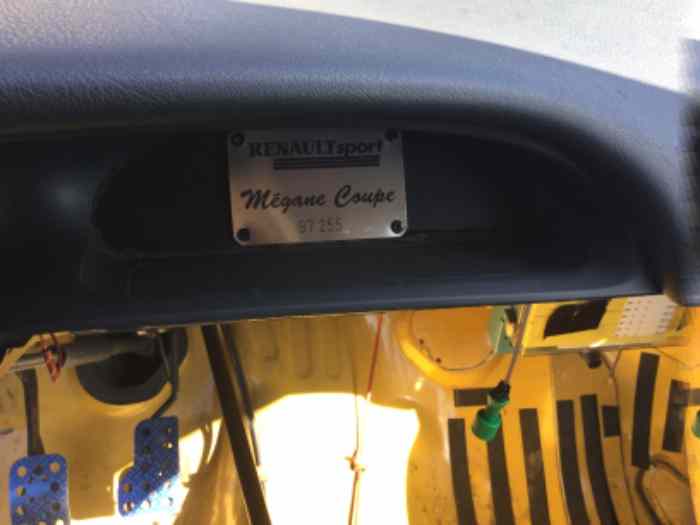 RENAULTsport
Mégane Coupe
97 255